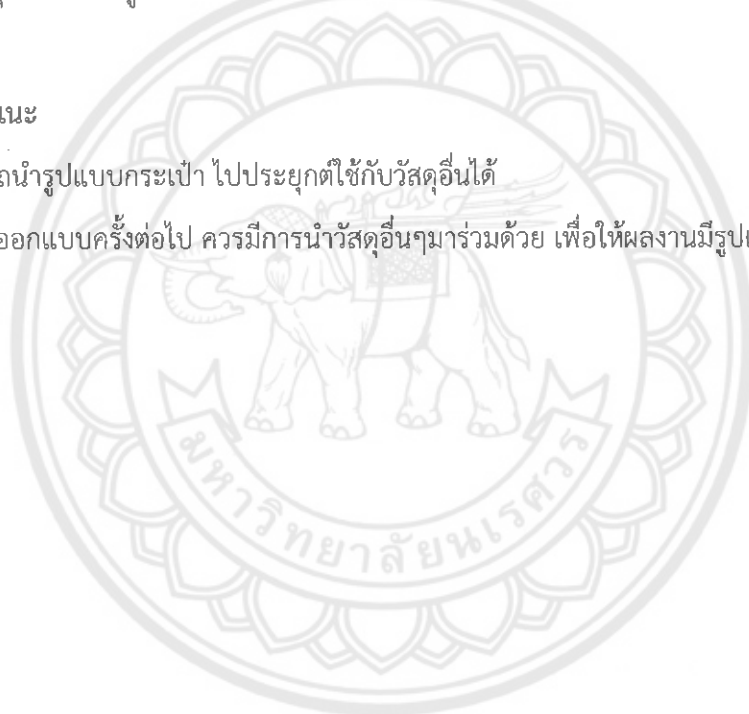 แนะ
ถนำรูปแบบกระเป๋า ไปประยุกต์ใช้กับวัสดุอื่นได้
ออกแบบครั้งต่อไป ควรมีการนำวัสดุอื่นๆมาร่วมด้วย เพื่อให้ผลงานมีรูป
มหาวิทยาลัยนเรศวร